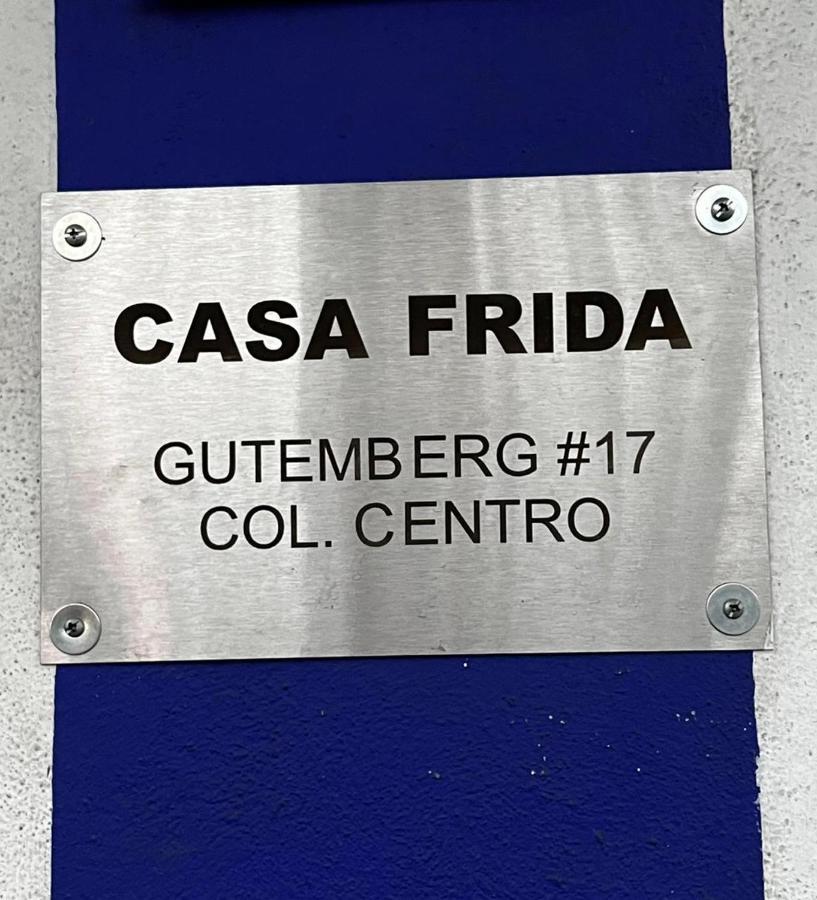 CASA FRIDA
GUTEMBERG #17
COL. CENTRO